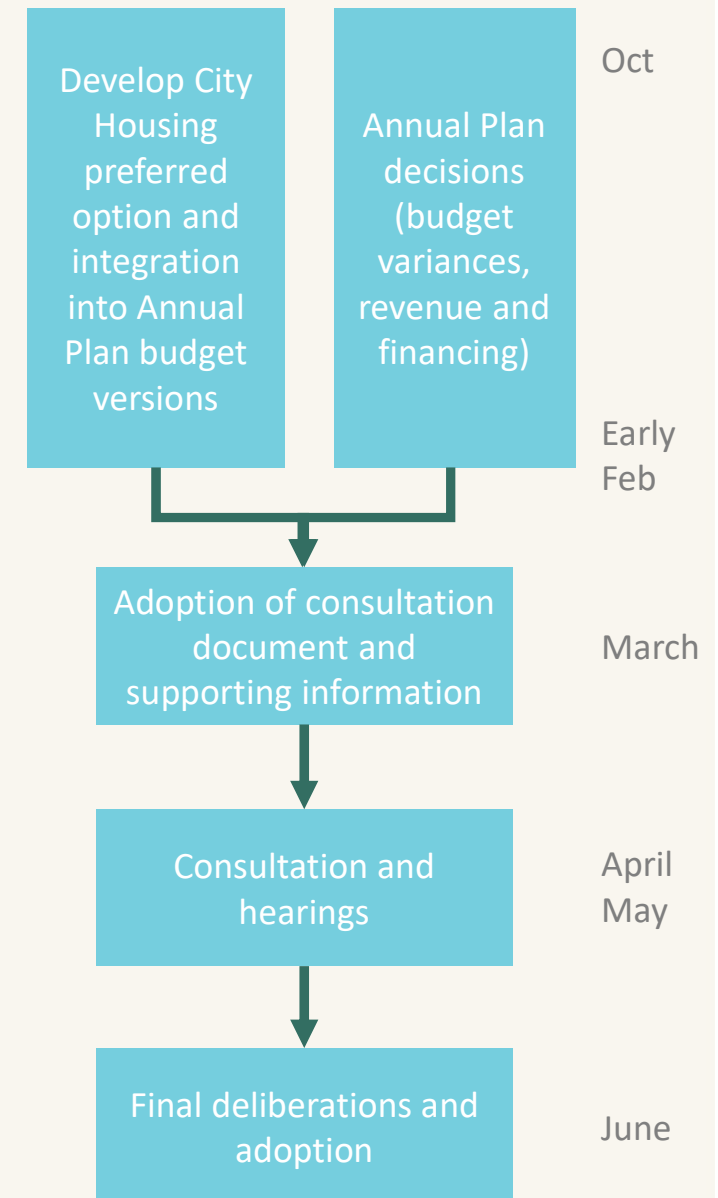 Develop City
Housing
preferred
option and
integration
into Annual
Plan budget
versions
Annual Plan
decisions
(budget
variances,
revenue and
financing)
Oct
Early
Feb
Adoption of consultation
document and
supporting information
March
Consultation and
hearings
April
May
Final deliberations and
adoption
June